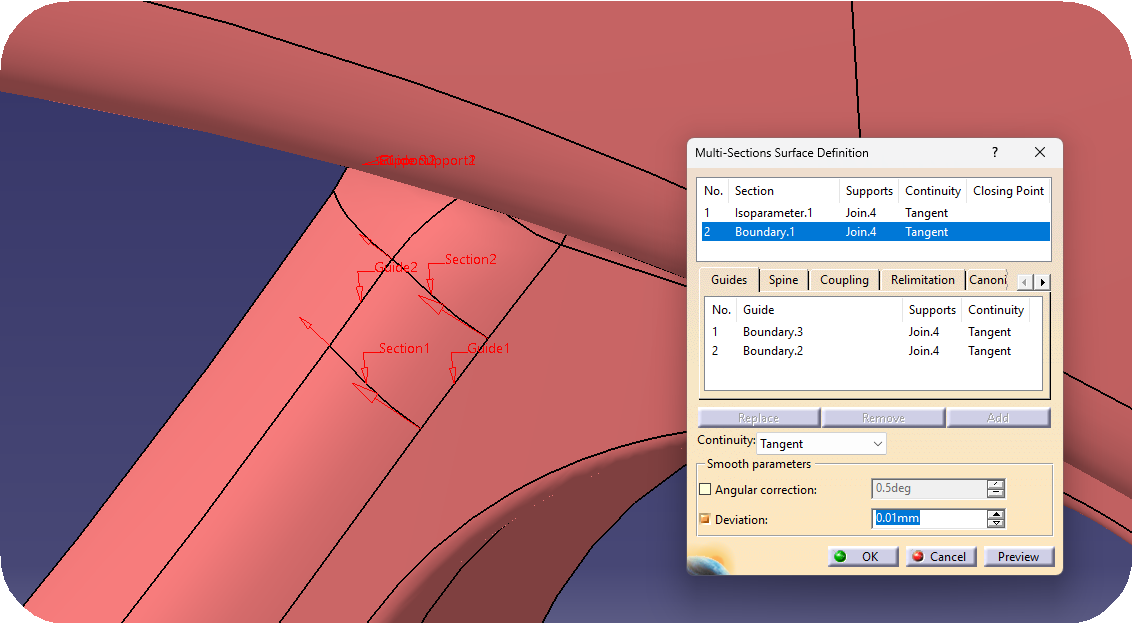 Support2
Guide2
Section2
Section1
Guide1
Multi-Sections Surface Definition
?
No. Section Supports Continuity Closing Point
1 Isoparameter.1 Join.4 Tangent
2 Boundary.1 Join.4 Tangent
Guides Spine Coupling Relimitation Canoni
No. Guide Supports Continuity
1 Boundary.3 Join.4 Tangent
2 Boundary.2 Join.4 Tangent
Replace Remove Add
Continuity: Tangent
Smooth parameters
Angular correction: 0.5deg
Deviation: 0.01mm
OK Cancel Preview